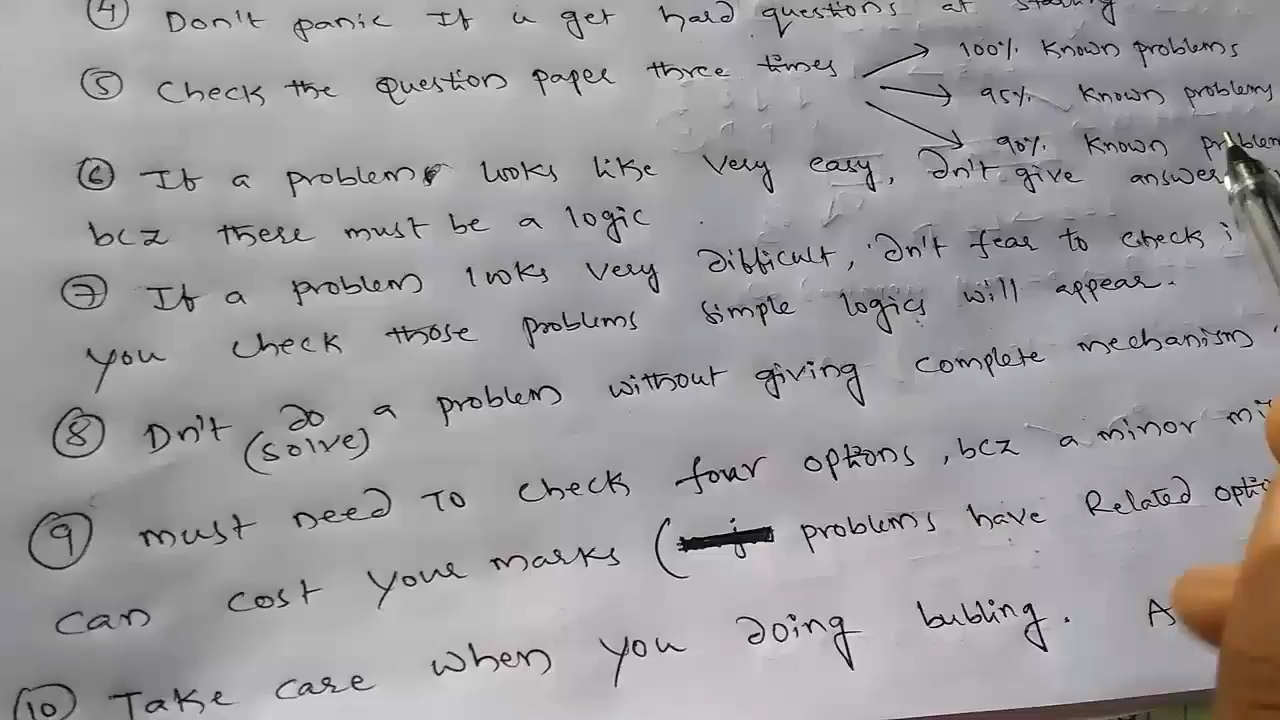 ④ Don't panic If u get hard questions at
⑤ Check the question paper three times → 100% known problems
→ 95% known problems
→ 90% known problem
⑥ If a problem looks like very easy, Dn't give answer
bcz there must be a logic
⑦ If a problem looks very difficult, Dn't fear to check
you check those problems simple logics will appear.
⑧ Dn't do (solve) a problem without giving complete mechanism
⑨ must need to check four options, bcz a minor
can cost your marks ( problems have Related
⑩ Take care when you doing bubling. A